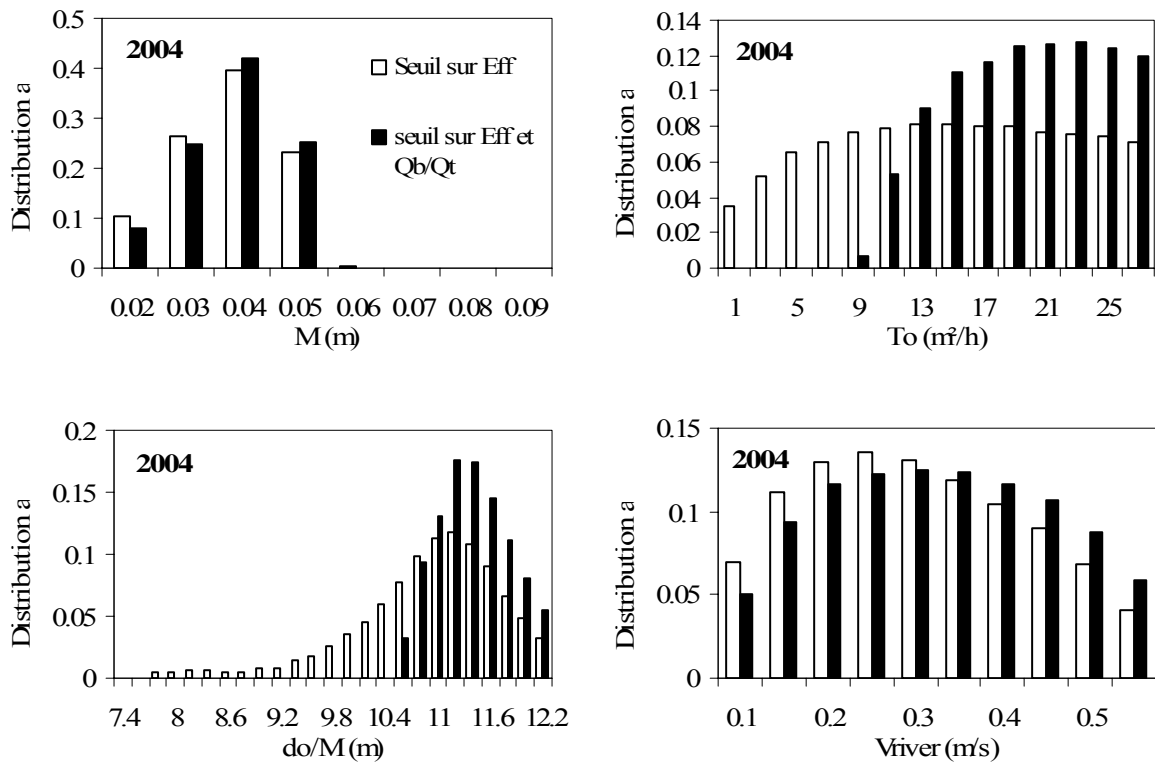 2004
Seuil sur Eff
seuil sur Eff et
Qb/Qt
Distribution a
0.5
0.4
0.3
0.2
0.1
0
0.02 0.03 0.04 0.05 0.06 0.07 0.08 0.09
M (m)
2004
Distribution a
0.14
0.12
0.1
0.08
0.06
0.04
0.02
0
1 5 9 13 17 21 25
To (m²/h)
2004
Distribution a
0.2
0.15
0.1
0.05
0
7.4 8 8.6 9.2 9.8 10.4 11 11.6 12.2
do/M (m)
2004
Distribution a
0.15
0.1
0.05
0
0.1 0.2 0.3 0.4 0.5
Vriver (m/s)